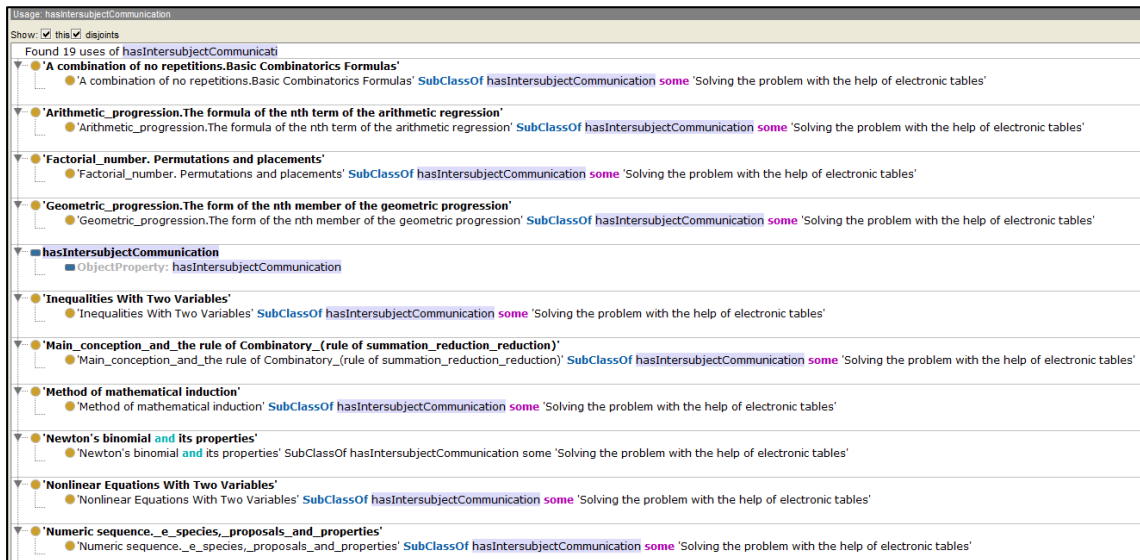 Usage: hasIntersubjectCommunication
Show: this disjoints
Found 19 uses of hasIntersubjectCommunicati
'A combination of no repetitions.Basic Combinatorics Formulas'
'A combination of no repetitions.Basic Combinatorics Formulas' SubClassOf hasIntersubjectCommunication some 'Solving the problem with the help of electronic tables'
'Arithmetic_progression.The formula of the nth term of the arithmetic regression'
'Arithmetic_progression.The formula of the nth term of the arithmetic regression' SubClassOf hasIntersubjectCommunication some 'Solving the problem with the help of electronic tables'
'Factorial_number. Permutations and placements'
'Factorial_number. Permutations and placements' SubClassOf hasIntersubjectCommunication some 'Solving the problem with the help of electronic tables'
'Geometric_progression.The form of the nth member of the geometric progression'
'Geometric_progression.The form of the nth member of the geometric progression' SubClassOf hasIntersubjectCommunication some 'Solving the problem with the help of electronic tables'
hasIntersubjectCommunication
ObjectProperty: hasIntersubjectCommunication
'Inequalities With Two Variables'
'Inequalities With Two Variables' SubClassOf hasIntersubjectCommunication some 'Solving the problem with the help of electronic tables'
'Main_conception_and_the rule of Combinatory_(rule of summation_reduction_reduction)'
'Main_conception_and_the rule of Combinatory_(rule of summation_reduction_reduction)' SubClassOf hasIntersubjectCommunication some 'Solving the problem with the help of electronic tables'
'Method of mathematical induction'
'Method of mathematical induction' SubClassOf hasIntersubjectCommunication some 'Solving the problem with the help of electronic tables'
'Newton's binomial and its properties'
'Newton's binomial and its properties' SubClassOf hasIntersubjectCommunication some 'Solving the problem with the help of electronic tables'
'Nonlinear Equations With Two Variables'
'Nonlinear Equations With Two Variables' SubClassOf hasIntersubjectCommunication some 'Solving the problem with the help of electronic tables'
'Numeric sequence._e_species,_proposals_and_properties'
'Numeric sequence._e_species,_proposals_and_properties' SubClassOf hasIntersubjectCommunication some 'Solving the problem with the help of electronic tables'